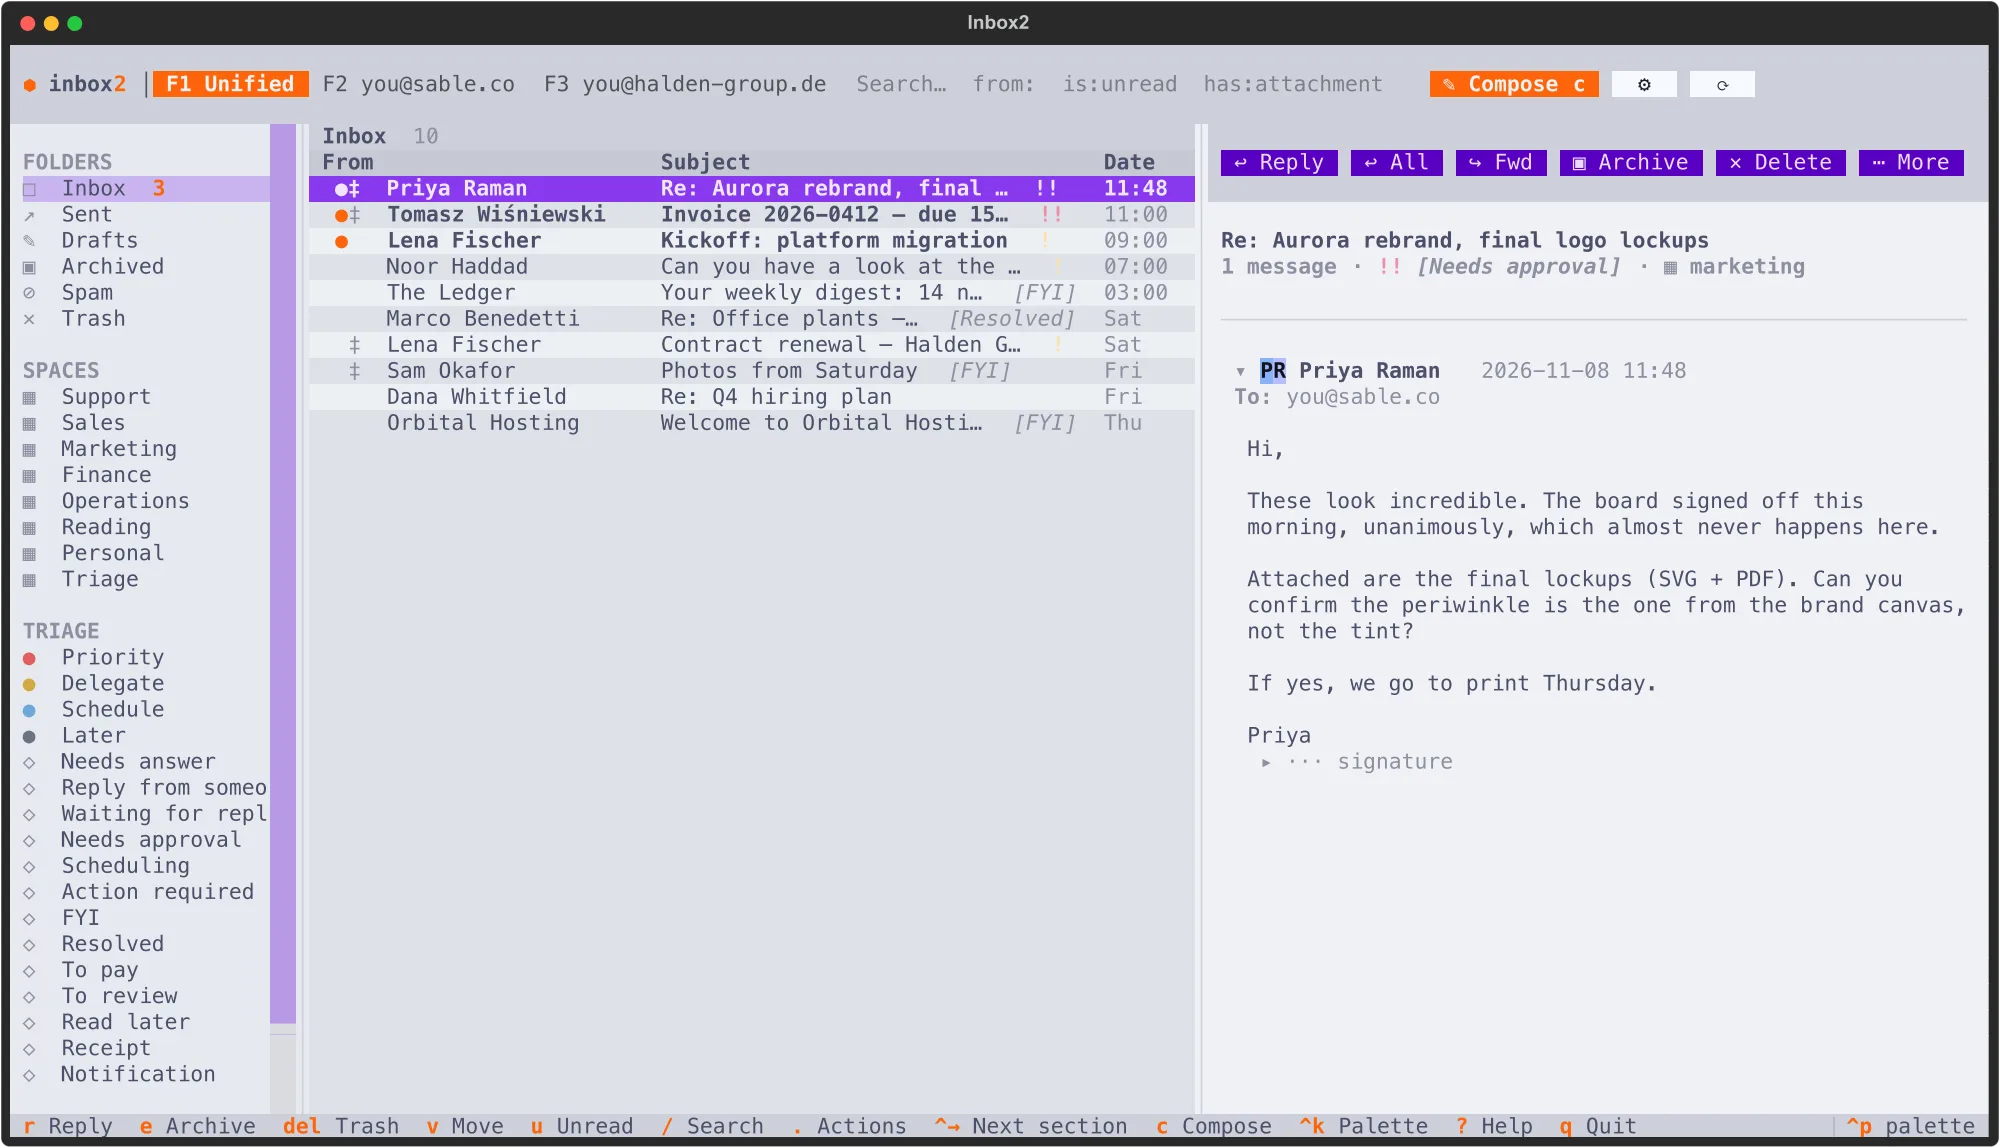 Inbox2
inbox2 F1 Unified F2 you@sable.co F3 you@halden-group.de Search… from: is:unread has:attachment ✎ Compose c ⚙ ⟳
FOLDERS
Inbox 3
Sent
Drafts
Archived
Spam
Trash
SPACES
Support
Sales
Marketing
Finance
Operations
Reading
Personal
Triage
TRIAGE
Priority
Delegate
Schedule
Later
Needs answer
Reply from someo
Waiting for repl
Needs approval
Scheduling
Action required
FYI
Resolved
To pay
To review
Read later
Receipt
Notification
Inbox 10
From Subject Date
●‡ Priya Raman Re: Aurora rebrand, final … !! 11:48
●‡ Tomasz Wiśniewski Invoice 2026-0412 — due 15… !! 11:00
● Lena Fischer Kickoff: platform migration ! 09:00
Noor Haddad Can you have a look at the … ! 07:00
The Ledger Your weekly digest: 14 n… [FYI] 03:00
Marco Benedetti Re: Office plants —… [Resolved] Sat
‡ Lena Fischer Contract renewal — Halden G… ! Sat
‡ Sam Okafor Photos from Saturday [FYI] Fri
Dana Whitfield Re: Q4 hiring plan Fri
Orbital Hosting Welcome to Orbital Hosti… [FYI] Thu
↩ Reply ↩ All ↪ Fwd ▣ Archive × Delete ⋯ More
Re: Aurora rebrand, final logo lockups
1 message · !! [Needs approval] · ▦ marketing
▾ PR Priya Raman 2026-11-08 11:48
To: you@sable.co
Hi,
These look incredible. The board signed off this
morning, unanimously, which almost never happens here.
Attached are the final lockups (SVG + PDF). Can you
confirm the periwinkle is the one from the brand canvas,
not the tint?
If yes, we go to print Thursday.
Priya
▸ ··· signature
r Reply e Archive del Trash v Move u Unread / Search . Actions ^→ Next section c Compose ^k Palette ? Help q Quit ^p palette